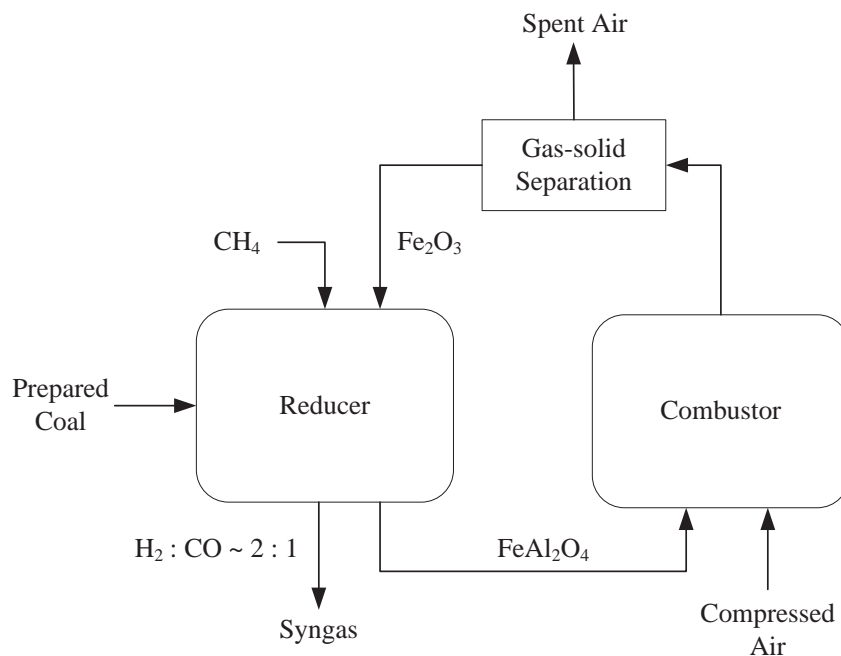 Spent Air
Gas-solid
Separation
CH₄
Fe₂O₃
Prepared
Coal
Reducer
Combustor
H₂ : CO ~ 2 : 1
FeAl₂O₄
Syngas
Compressed
Air